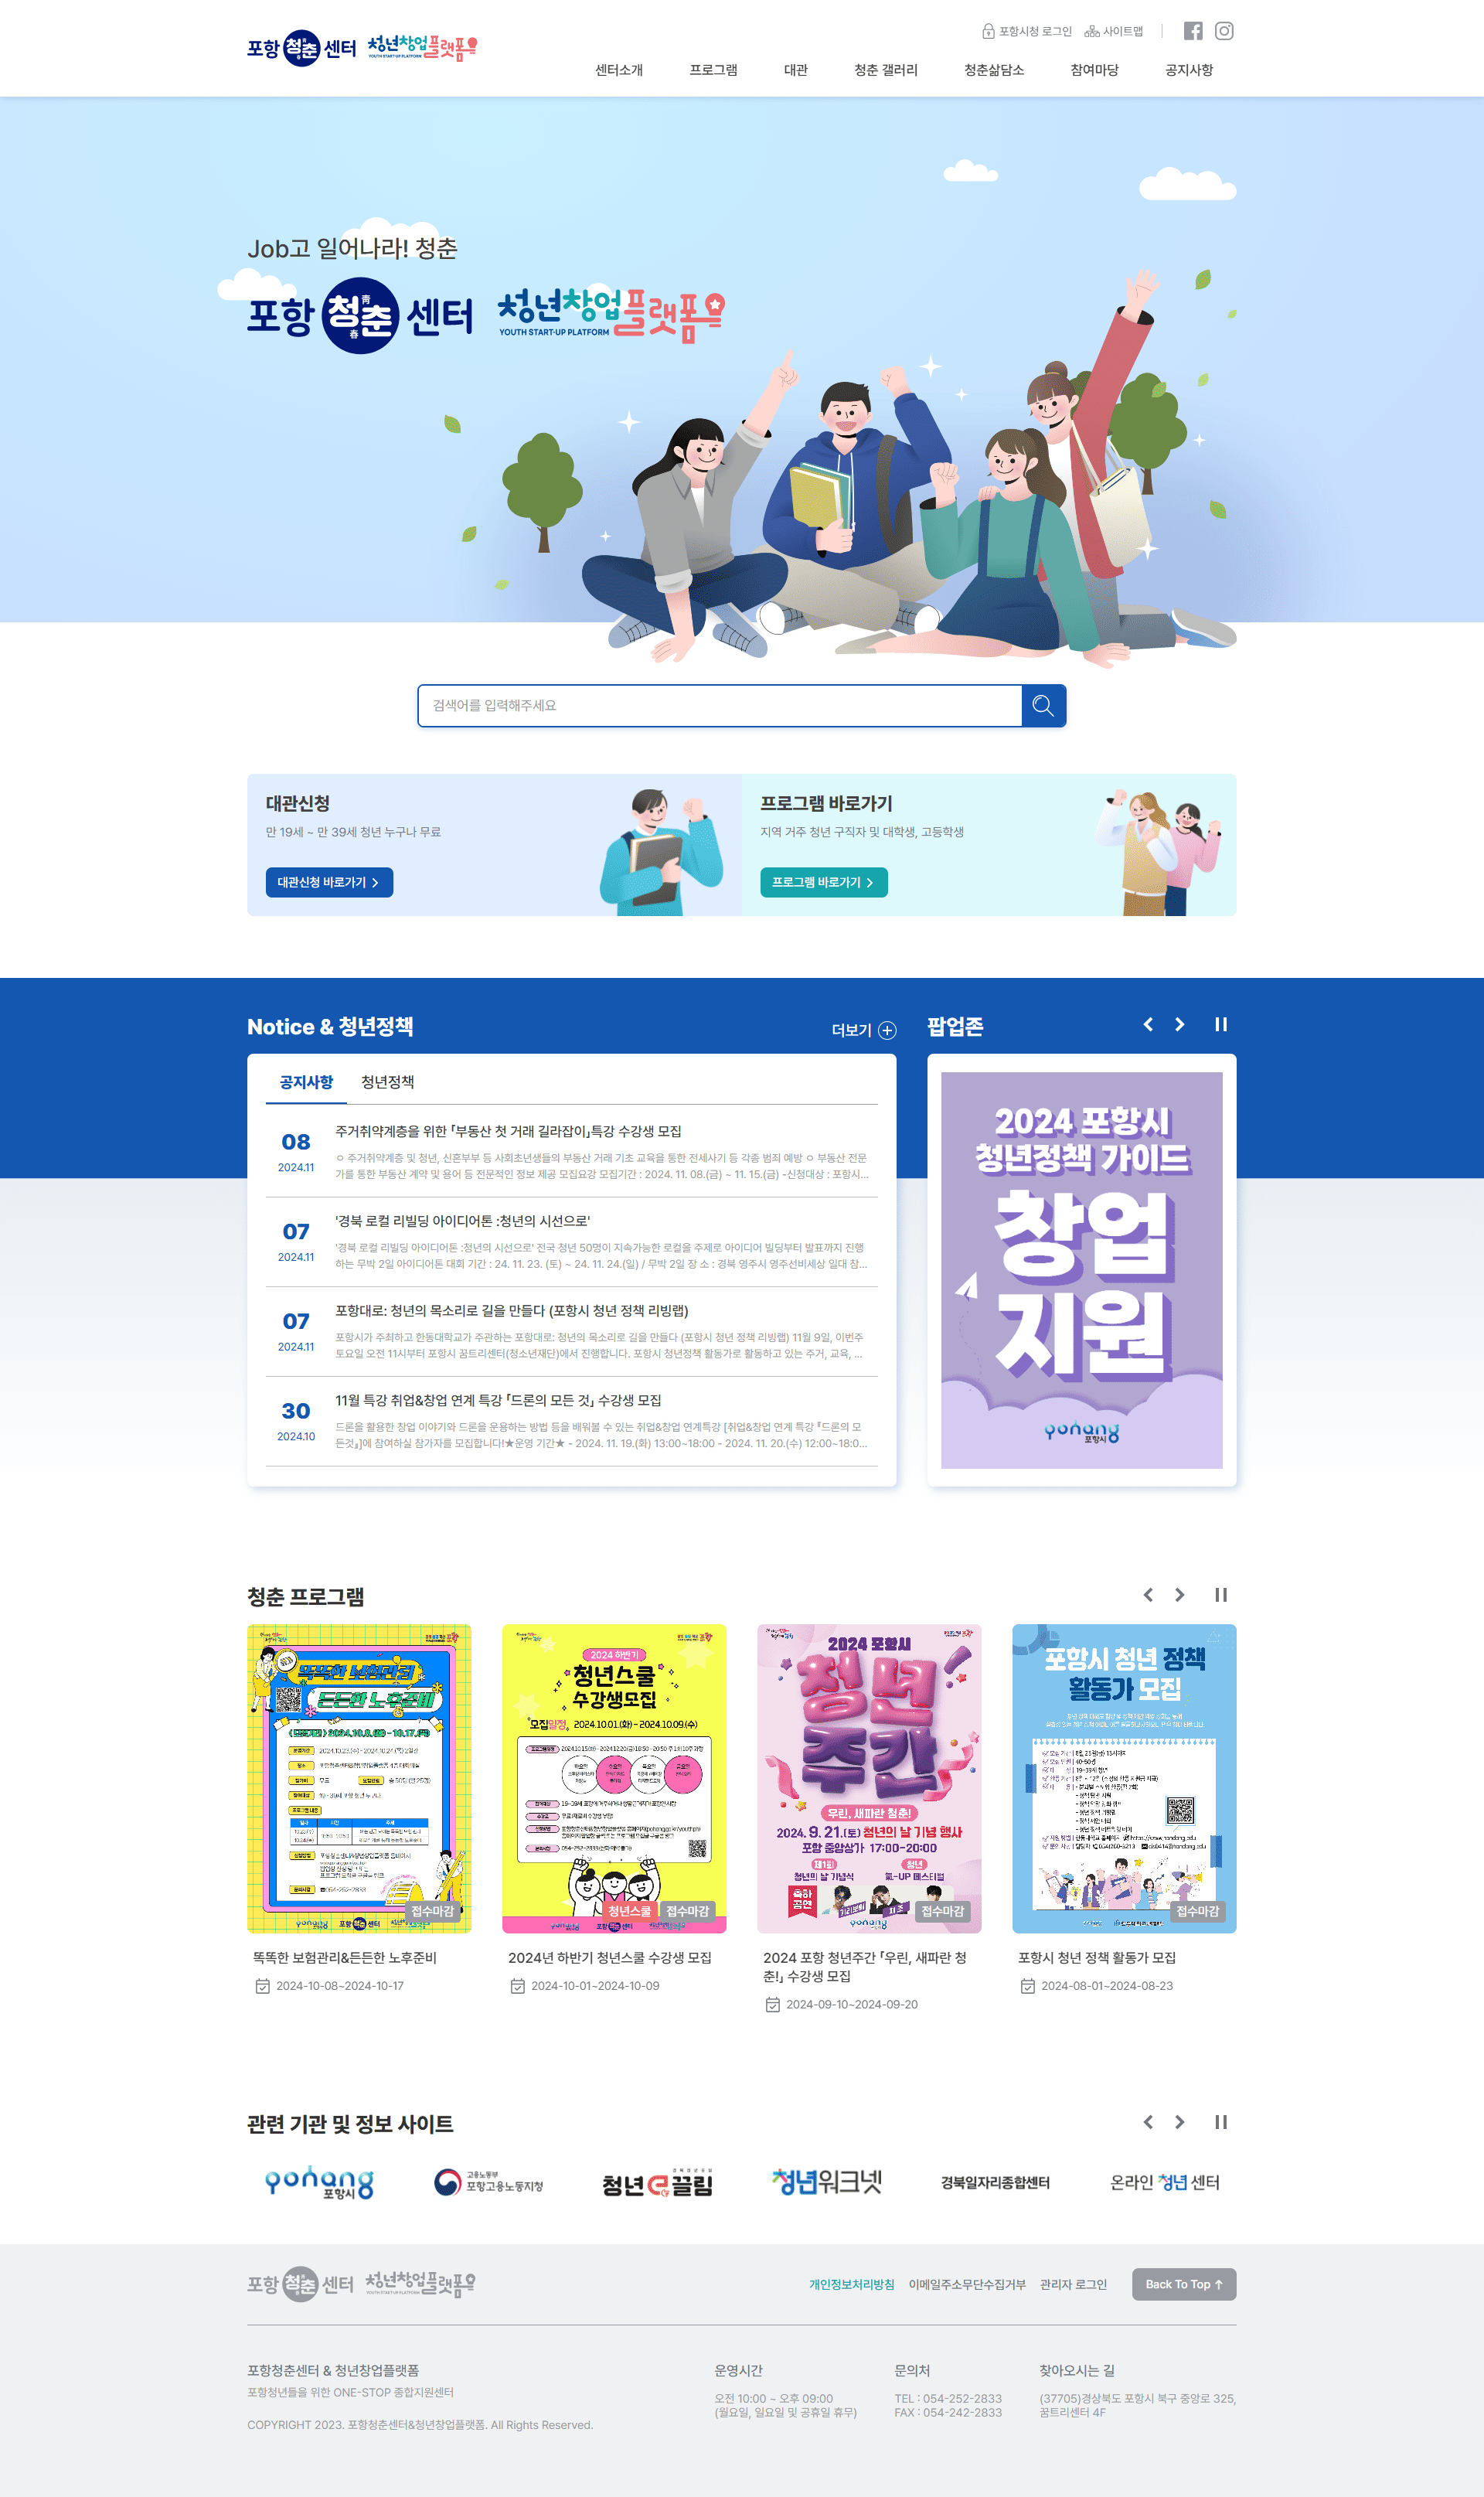 포항 청춘 센터 청년창업플랫폼
YOUTH START-UP PLATFORM
포항시청 로그인 사이트맵
센터소개 프로그램 대관 청춘 갤러리 청춘삶담소 참여마당 공지사항
Job고 일어나라! 청춘
포항 청춘 센터 청년창업플랫폼
靑 春
YOUTH START-UP PLATFORM
검색어를 입력해주세요
대관신청
만 19세 ~ 만 39세 청년 누구나 무료
대관신청 바로가기
프로그램 바로가기
지역 거주 청년 구직자 및 대학생, 고등학생
프로그램 바로가기
Notice & 청년정책
더보기
공지사항 청년정책
08
2024.11
주거취약계층을 위한 「부동산 첫 거래 길라잡이」특강 수강생 모집
ㅇ 주거취약계층 및 청년, 신혼부부 등 사회초년생들의 부동산 거래 기초 교육을 통한 전세사기 등 각종 범죄 예방 ㅇ 부동산 전문
가를 통한 부동산 계약 및 용어 등 전문적인 정보 제공 모집요강 모집기간 : 2024. 11. 08.(금) ~ 11. 15.(금) -신청대상 : 포항시...
07
2024.11
'경북 로컬 리빌딩 아이디어톤 :청년의 시선으로'
'경북 로컬 리빌딩 아이디어톤 :청년의 시선으로' 전국 청년 50명이 지속가능한 로컬을 주제로 아이디어 빌딩부터 발표까지 진행
하는 무박 2일 아이디어톤 대회 기간 : 24. 11. 23. (토) ~ 24. 11. 24.(일) / 무박 2일 장 소 : 경북 영주시 영주선비세상 일대 참...
07
2024.11
포항대로: 청년의 목소리로 길을 만들다 (포항시 청년 정책 리빙랩)
포항시가 주최하고 한동대학교가 주관하는 포항대로: 청년의 목소리로 길을 만들다 (포항시 청년 정책 리빙랩) 11월 9일, 이번주
토요일 오전 11시부터 포항시 꿈트리센터(청소년재단)에서 진행합니다. 포항시 청년정책 활동가로 활동하고 있는 주거, 교육, ...
30
2024.10
11월 특강 취업&창업 연계 특강 「드론의 모든 것」 수강생 모집
드론을 활용한 창업 이야기와 드론을 운용하는 방법 등을 배워볼 수 있는 취업&창업 연계특강 [취업&창업 연계 특강 『드론의 모
든것』]에 참여하실 참가자를 모집합니다!★운영 기간★ - 2024. 11. 19.(화) 13:00~18:00 - 2024. 11. 20.(수) 12:00~18:0...
팝업존
2024 포항시
청년정책 가이드
창업
지원
pohang
포항시
청춘 프로그램
똑똑한 보험관리
든든한 노후준비
접수마감
2024 하반기
청년스쿨
수강생모집
모집일정 2024.10.01.(화) - 2024.10.09.(수)
청년스쿨 접수마감
2024 포항시
청년
주간
우린, 새파란 청춘!
2024. 9. 21.(토) 청년의 날 기념 행사
포항 중앙상가 17:00-20:00
청년의 날 기념식
축하
공연
접수마감
포항시 청년 정책
활동가 모집
접수마감
똑똑한 보험관리&든든한 노후준비
2024-10-08~2024-10-17
2024년 하반기 청년스쿨 수강생 모집
2024-10-01~2024-10-09
2024 포항 청년주간 「우린, 새파란 청
춘!」 수강생 모집
2024-09-10~2024-09-20
포항시 청년 정책 활동가 모집
2024-08-01~2024-08-23
관련 기관 및 정보 사이트
pohang
포항시
고용노동부
포항고용노동지청
청년e끌림
청년워크넷
경북일자리종합센터
온라인 청년 센터
포항 청춘 센터 청년창업플랫폼
YOUTH START-UP PLATFORM
개인정보처리방침 이메일주소무단수집거부 관리자 로그인
Back To Top ↑
포항청춘센터 & 청년창업플랫폼
포항청년들을 위한 ONE-STOP 종합지원센터
COPYRIGHT 2023. 포항청춘센터&청년창업플랫폼. All Rights Reserved.
운영시간
오전 10:00 ~ 오후 09:00
(월요일, 일요일 및 공휴일 휴무)
문의처
TEL : 054-252-2833
FAX : 054-242-2833
찾아오시는 길
(37705)경상북도 포항시 북구 중앙로 325,
꿈트리센터 4F